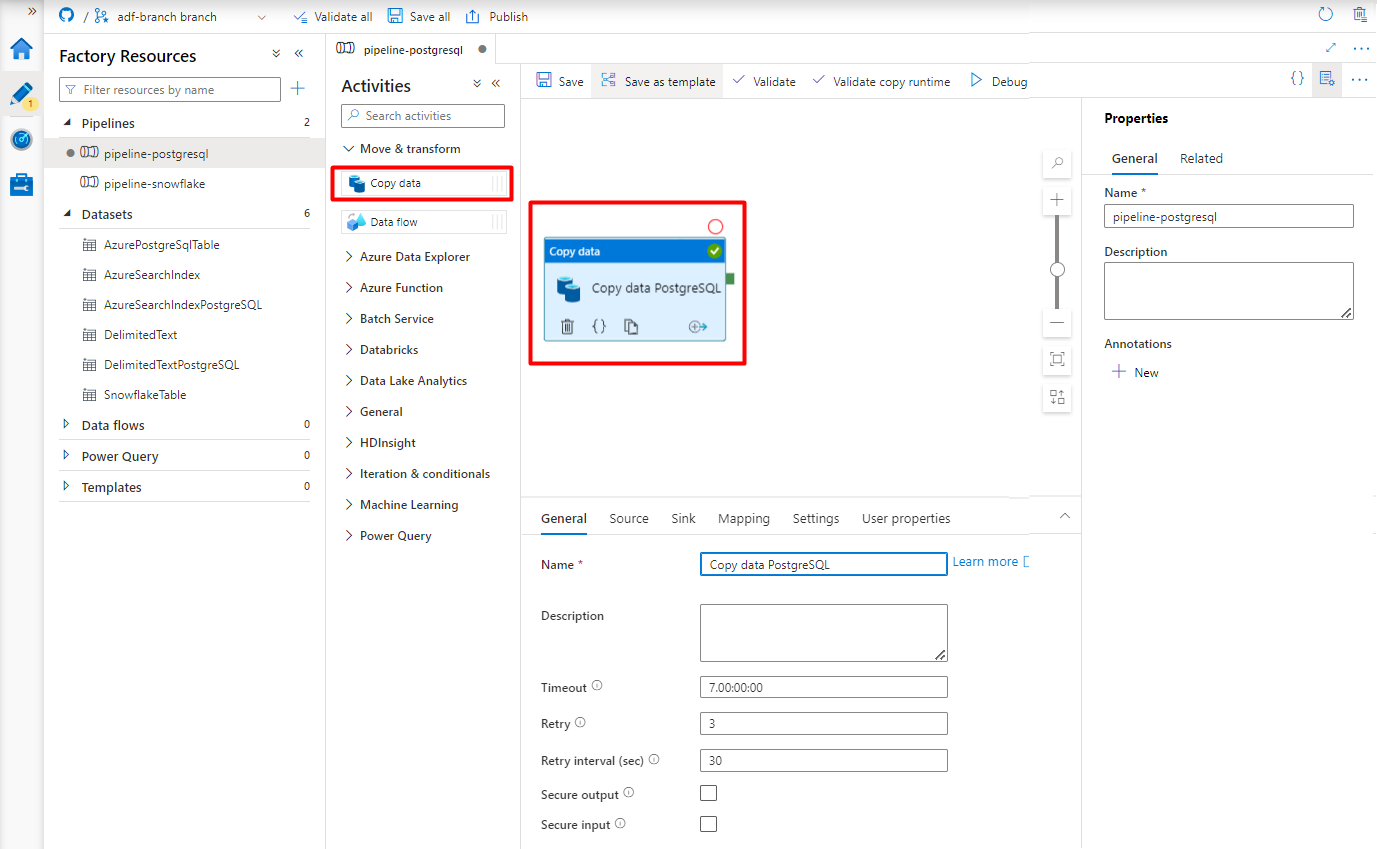 / adf-branch branch
Validate all
Save all
Publish
1
Factory Resources
Filter resources by name
Pipelines 2
pipeline-postgresql
pipeline-snowflake
Datasets 6
AzurePostgreSqlTable
AzureSearchIndex
AzureSearchIndexPostgreSQL
DelimitedText
DelimitedTextPostgreSQL
SnowflakeTable
Data flows 0
Power Query 0
Templates 0
pipeline-postgresql
Activities
Search activities
Move & transform
Copy data
Data flow
Azure Data Explorer
Azure Function
Batch Service
Databricks
Data Lake Analytics
General
HDInsight
Iteration & conditionals
Machine Learning
Power Query
Save
Save as template
Validate
Validate copy runtime
Debug
Copy data
Copy data PostgreSQL
General
Source
Sink
Mapping
Settings
User properties
Name *
Copy data PostgreSQL
Learn more
Description
Timeout
7.00:00:00
Retry
3
Retry interval (sec)
30
Secure output
Secure input
Properties
General
Related
Name *
pipeline-postgresql
Description
Annotations
New